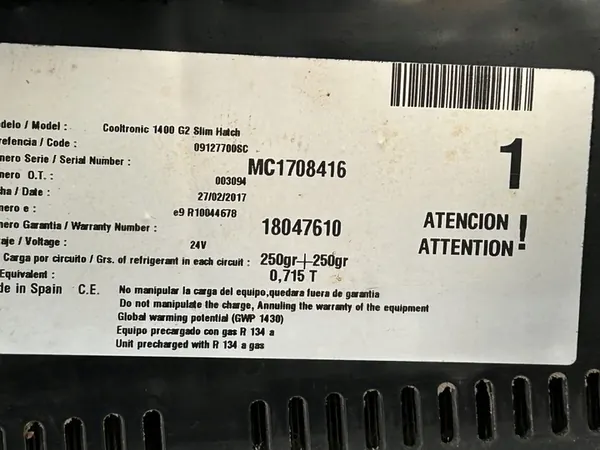 delo / Model : Cooltronic 1400 G2 Slim Hatch
refencia / Code : 09127700SC
mero Serie / Serial Number : MC1708416
mero O.T.: 003094
ha / Date : 27/02/2017
mero e : e9 R10044678
mero Garantia / Warranty Number : 18047610
aje / Voltage : 24V
Carga por circuito / Grs. of refrigerant in each circuit : 250gr+250gr
Equivalent : 0,715 T
de in Spain C.E.
No manipular la carga del equipo,quedara fuera de garantia
Do not manipulate the charge, Annuling the warranty of the equipment
Global warming potential (GWP 1430)
Equipo precargado con gas R 134 a
Unit precharged with R 134 a gas
1
ATENCION
ATTENTION !